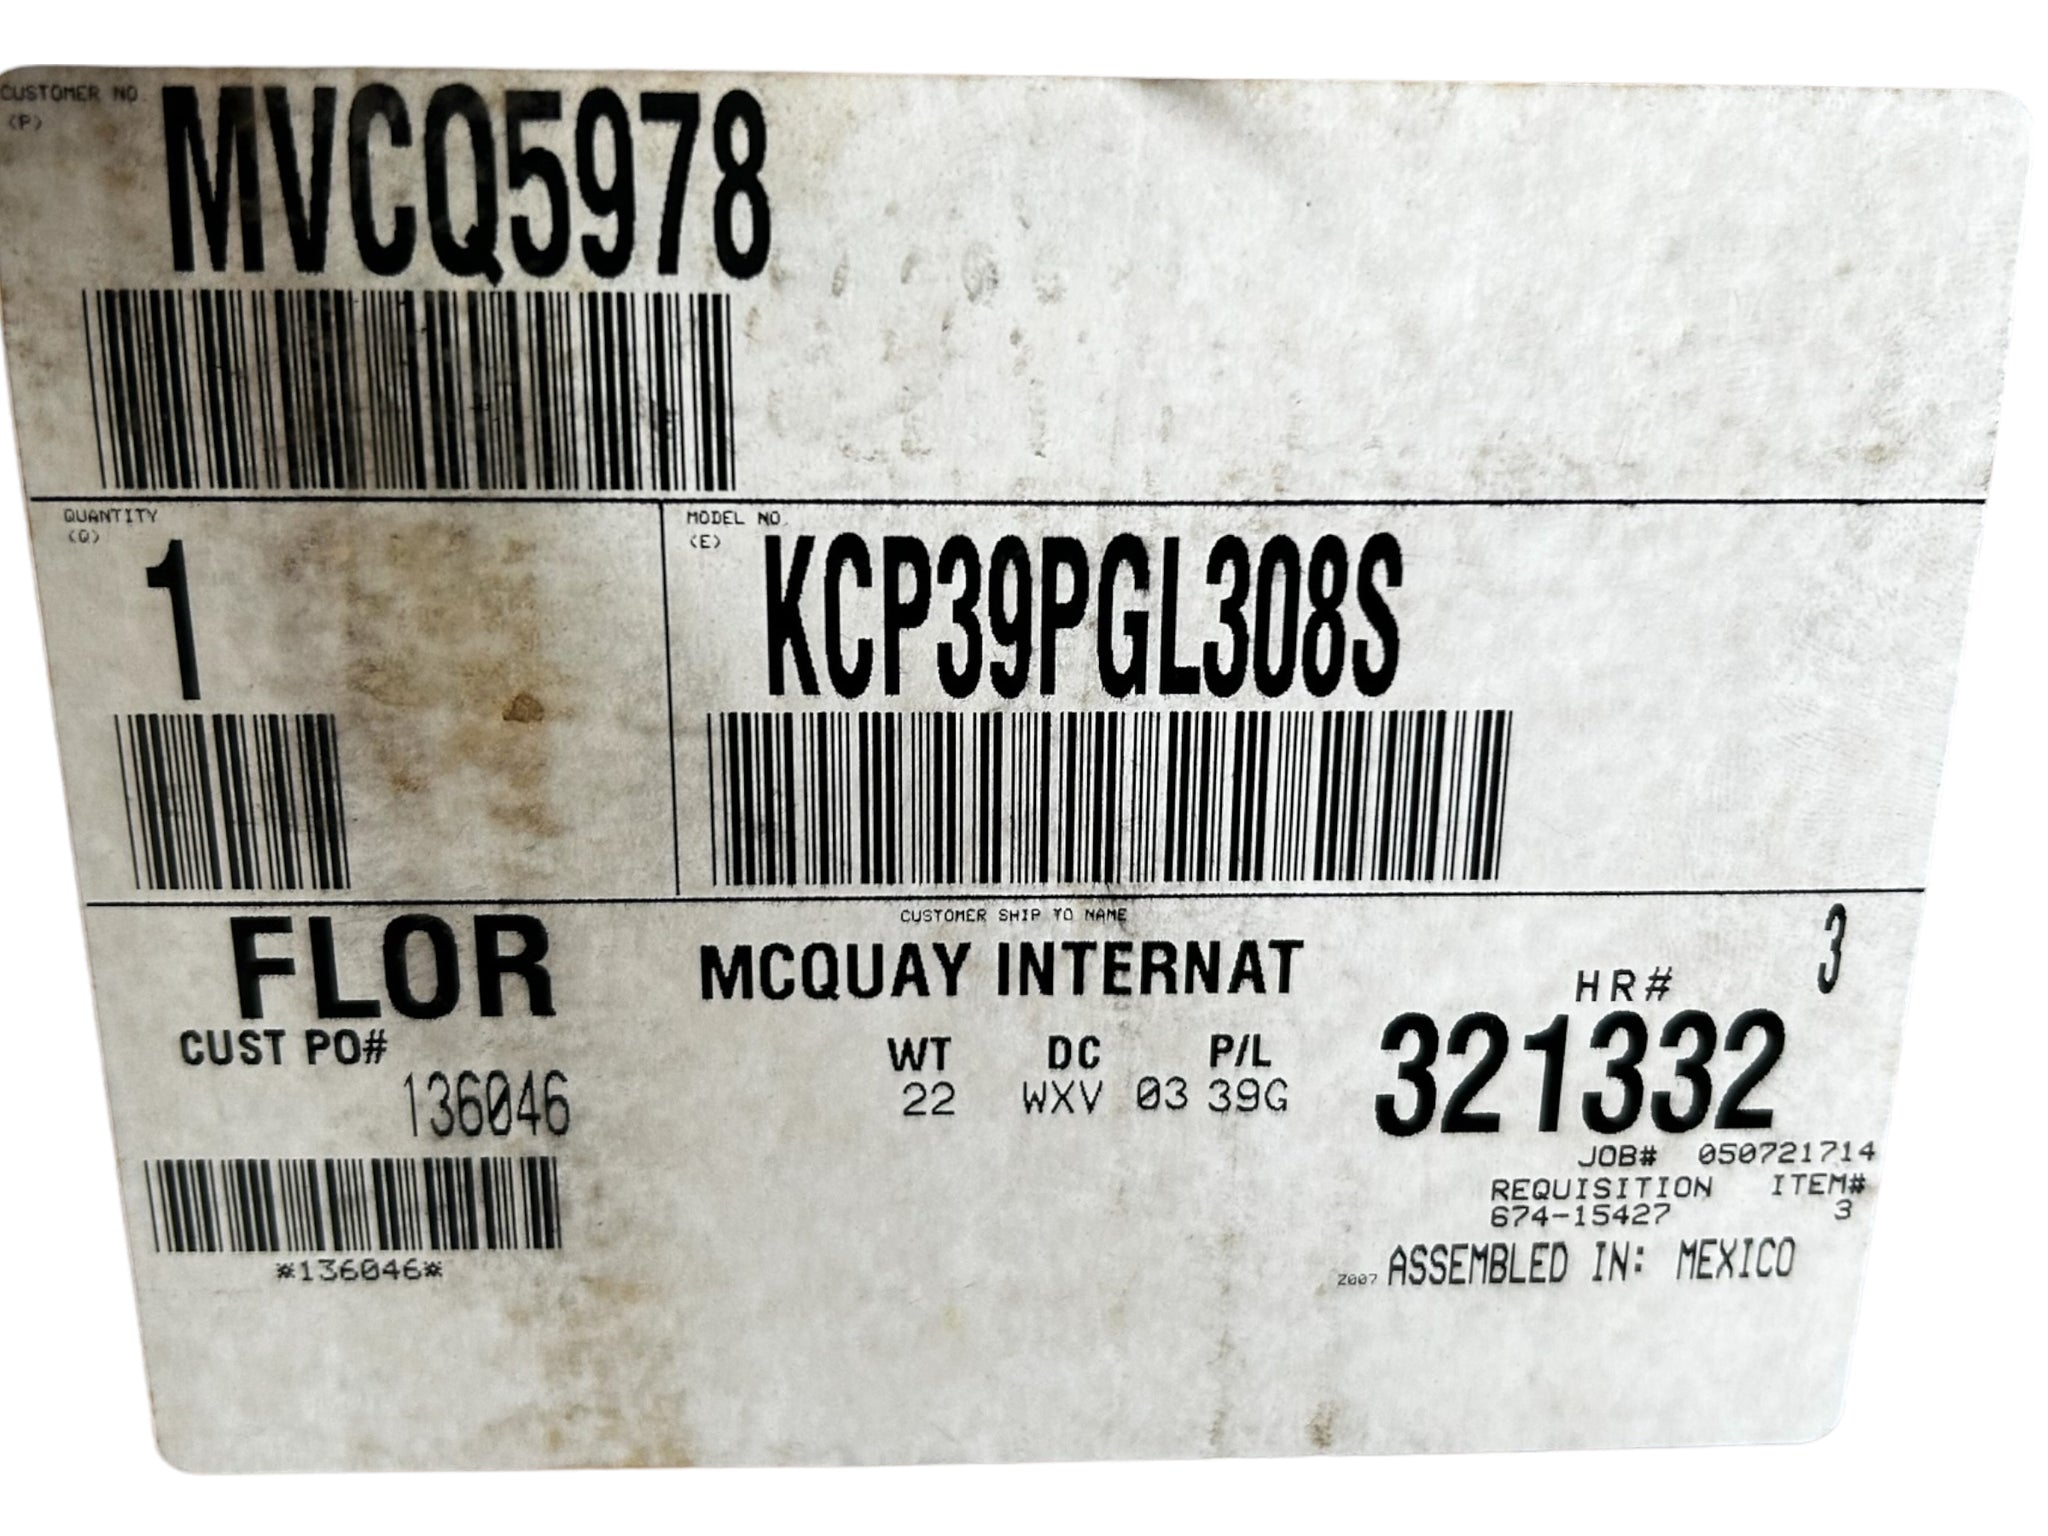 CUSTOMER NO.
(P)
MVCQ5978
QUANTITY
(Q)
1
MODEL NO.
(E)
KCP39PGL308S
FLOR
CUSTOMER SHIP TO NAME
MCQUAY INTERNAT
3
CUST PO#
136046
WT DC P/L
22 WXV 03 39G
HR#
321332
JOB# 050721714
REQUISITION ITEM#
674-15427 3
*136046*
Z007 ASSEMBLED IN: MEXICO